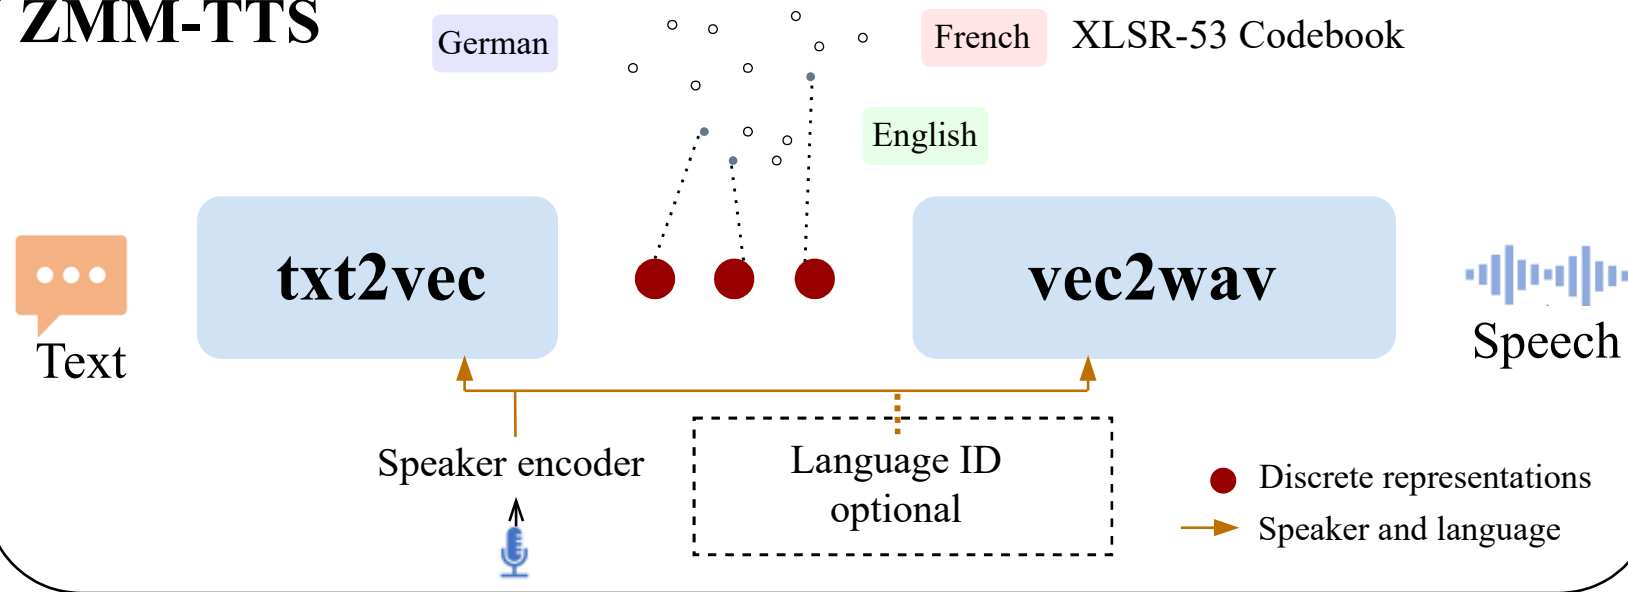 ZMM-TTS
German
French
XLSR-53 Codebook
English
txt2vec
vec2wav
Text
Speech
Speaker encoder
Language ID
optional
Discrete representations
Speaker and language